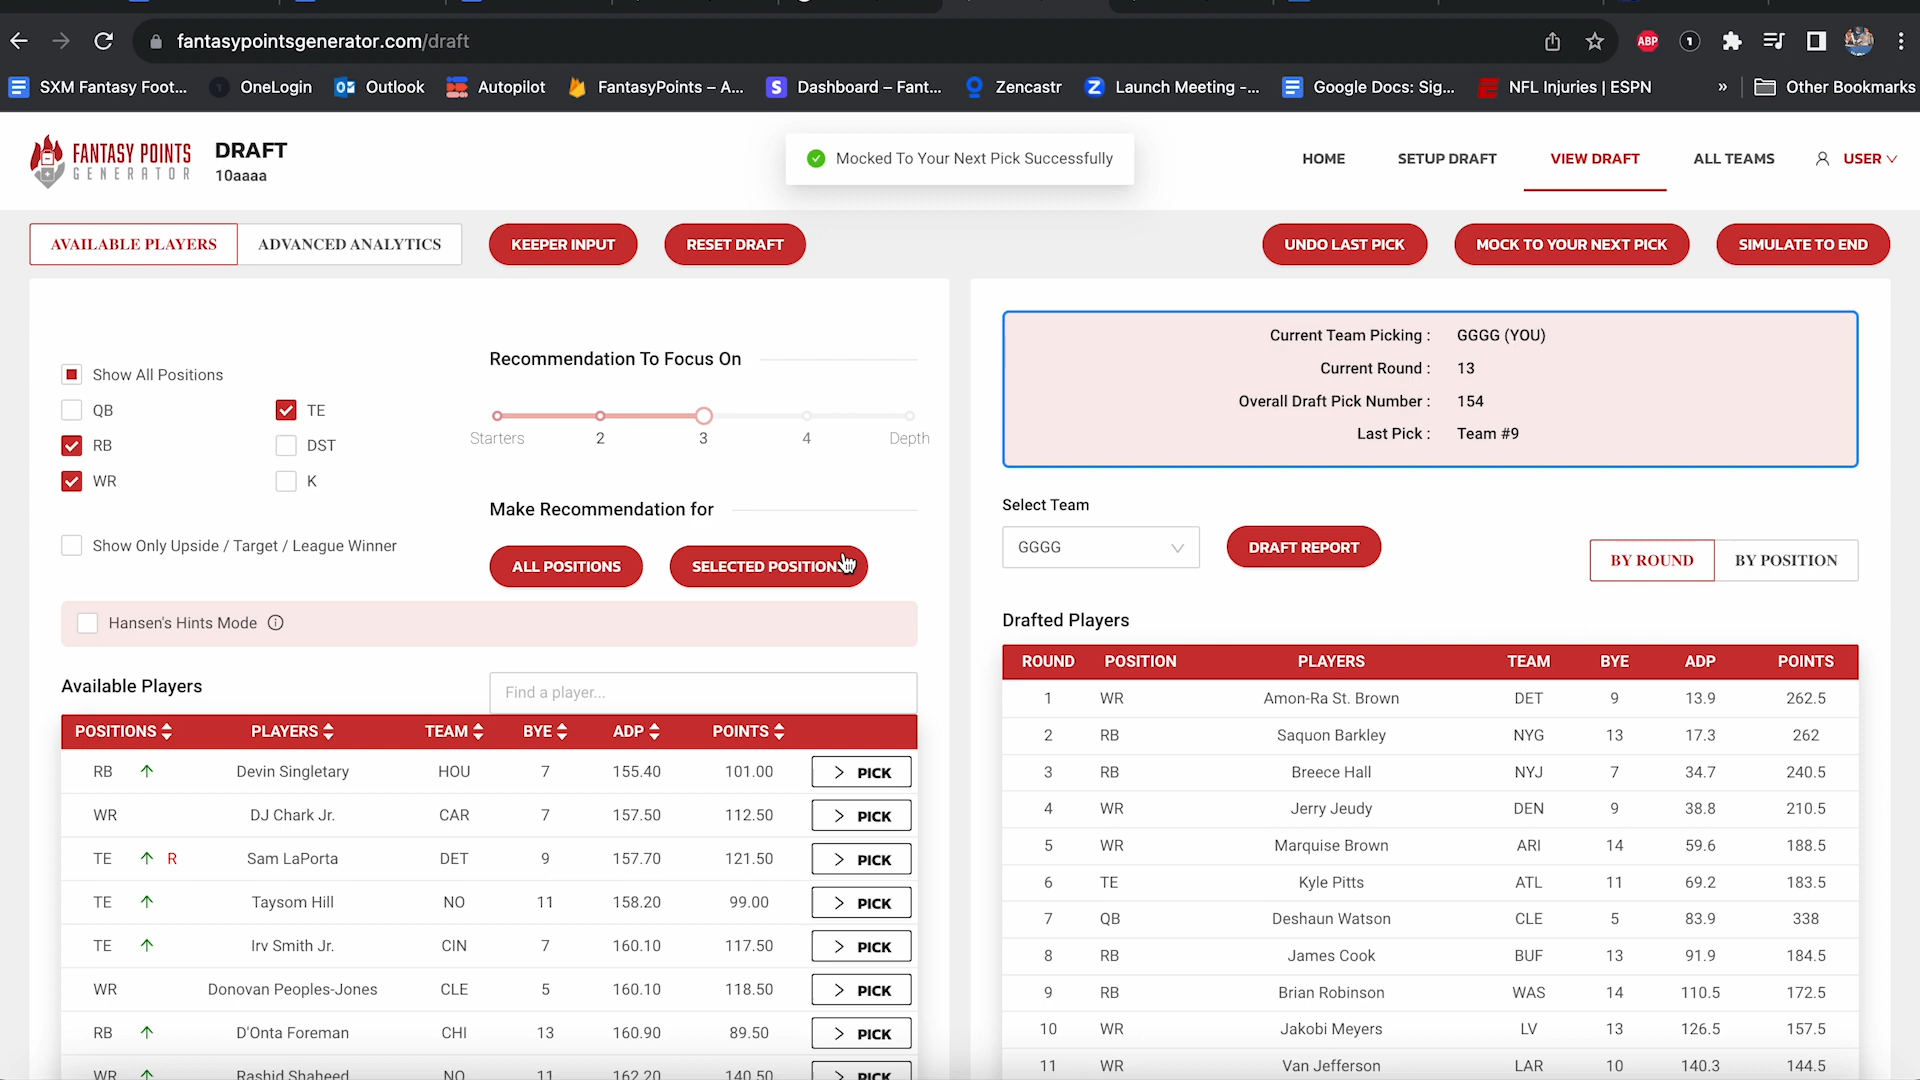 fantasypointsgenerator.com/draft
ABP
SXM Fantasy Foot... OneLogin Outlook Autopilot FantasyPoints – A... Dashboard – Fant... Zencastr Launch Meeting -... Google Docs: Sig... NFL Injuries | ESPN » Other Bookmarks
FANTASY POINTS
GENERATOR
DRAFT
10aaaa
Mocked To Your Next Pick Successfully
HOME SETUP DRAFT VIEW DRAFT ALL TEAMS USER
AVAILABLE PLAYERS ADVANCED ANALYTICS KEEPER INPUT RESET DRAFT UNDO LAST PICK MOCK TO YOUR NEXT PICK SIMULATE TO END
Show All Positions
QB TE
RB DST
WR K
Show Only Upside / Target / League Winner
Recommendation To Focus On
Starters 2 3 4 Depth
Make Recommendation for
ALL POSITIONS SELECTED POSITIONS
Hansen's Hints Mode
Available Players
Find a player...
POSITIONS PLAYERS TEAM BYE ADP POINTS
RB Devin Singletary HOU 7 155.40 101.00 > PICK
WR DJ Chark Jr. CAR 7 157.50 112.50 > PICK
TE R Sam LaPorta DET 9 157.70 121.50 > PICK
TE Taysom Hill NO 11 158.20 99.00 > PICK
TE Irv Smith Jr. CIN 7 160.10 117.50 > PICK
WR Donovan Peoples-Jones CLE 5 160.10 118.50 > PICK
RB D'Onta Foreman CHI 13 160.90 89.50 > PICK
WR Rashid Shaheed NO 11 162.20 140.50 > PICK
Current Team Picking : GGGG (YOU)
Current Round : 13
Overall Draft Pick Number : 154
Last Pick : Team #9
Select Team
GGGG DRAFT REPORT BY ROUND BY POSITION
Drafted Players
ROUND POSITION PLAYERS TEAM BYE ADP POINTS
1 WR Amon-Ra St. Brown DET 9 13.9 262.5
2 RB Saquon Barkley NYG 13 17.3 262
3 RB Breece Hall NYJ 7 34.7 240.5
4 WR Jerry Jeudy DEN 9 38.8 210.5
5 WR Marquise Brown ARI 14 59.6 188.5
6 TE Kyle Pitts ATL 11 69.2 183.5
7 QB Deshaun Watson CLE 5 83.9 338
8 RB James Cook BUF 13 91.9 184.5
9 RB Brian Robinson WAS 14 110.5 172.5
10 WR Jakobi Meyers LV 13 126.5 157.5
11 WR Van Jefferson LAR 10 140.3 144.5